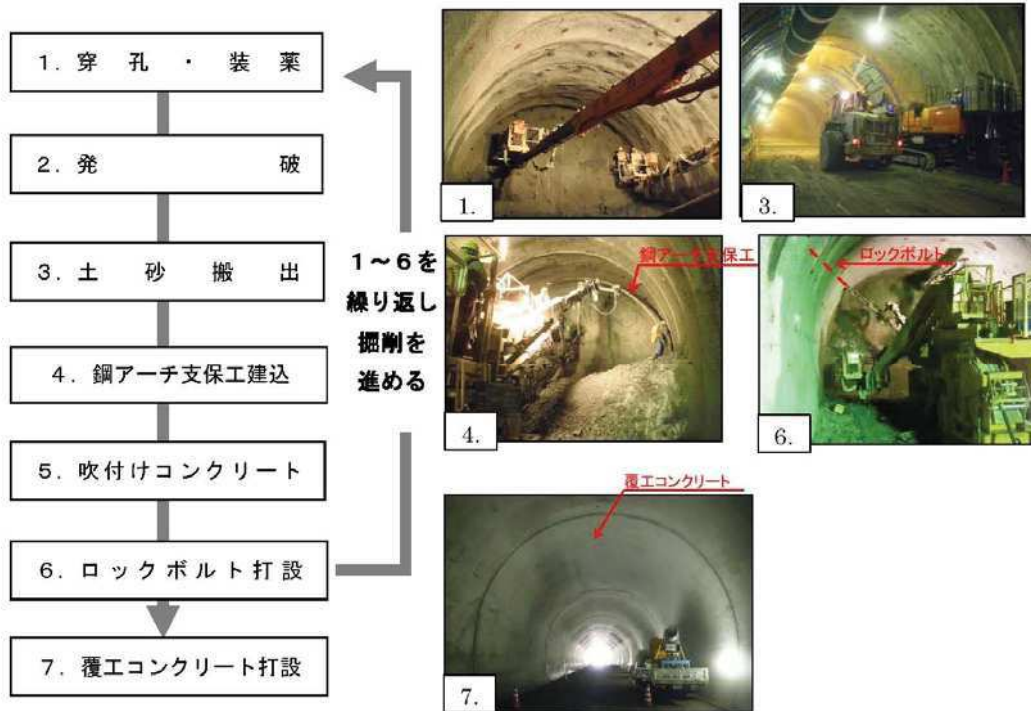 １．穿孔・装薬
２．発破
３．土砂搬出
４．鋼アーチ支保工建込
５．吹付けコンクリート
６．ロックボルト打設
７．覆工コンクリート打設
１～６を
繰り返し
掘削を
進める
1.
3.
鋼アーチ支保工
4.
ロックボルト
6.
覆工コンクリート
7.